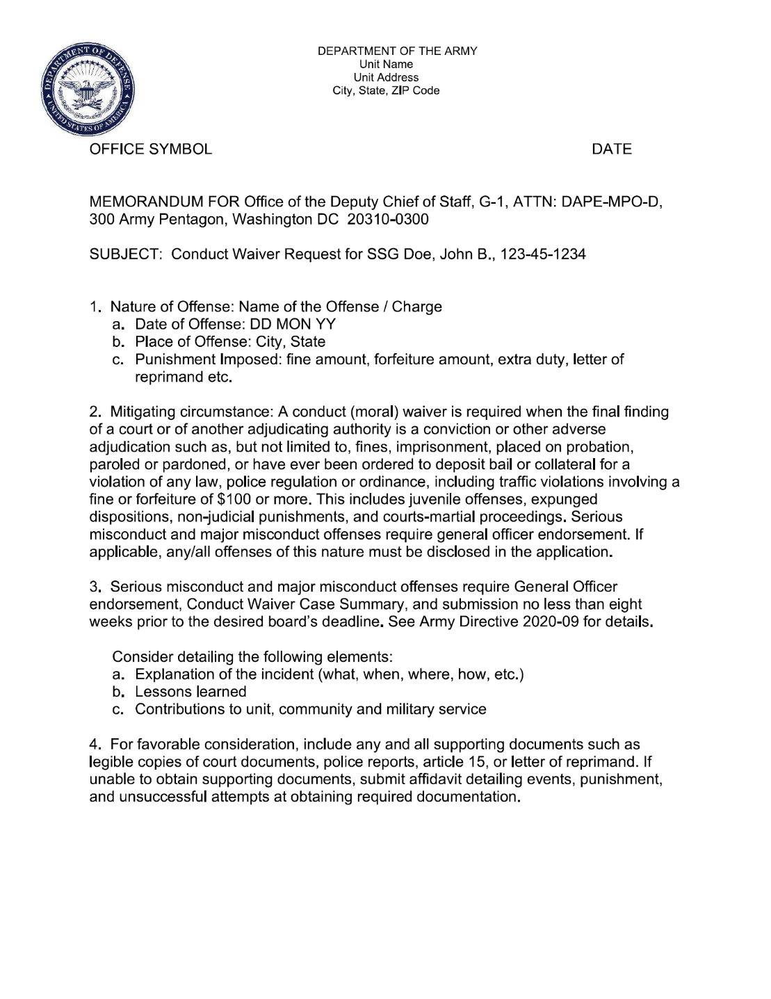 DEPARTMENT OF DEFENSE
UNITED STATES OF AMERICA
DEPARTMENT OF THE ARMY
Unit Name
Unit Address
City, State, ZIP Code
OFFICE SYMBOL DATE
MEMORANDUM FOR Office of the Deputy Chief of Staff, G-1, ATTN: DAPE-MPO-D,
300 Army Pentagon, Washington DC  20310-0300
SUBJECT:  Conduct Waiver Request for SSG Doe, John B., 123-45-1234
1.  Nature of Offense: Name of the Offense / Charge
a.  Date of Offense: DD MON YY
b.  Place of Offense: City, State
c.  Punishment Imposed: fine amount, forfeiture amount, extra duty, letter of
reprimand etc.
2.  Mitigating circumstance: A conduct (moral) waiver is required when the final finding
of a court or of another adjudicating authority is a conviction or other adverse
adjudication such as, but not limited to, fines, imprisonment, placed on probation,
paroled or pardoned, or have ever been ordered to deposit bail or collateral for a
violation of any law, police regulation or ordinance, including traffic violations involving a
fine or forfeiture of $100 or more. This includes juvenile offenses, expunged
dispositions, non-judicial punishments, and courts-martial proceedings. Serious
misconduct and major misconduct offenses require general officer endorsement. If
applicable, any/all offenses of this nature must be disclosed in the application.
3.  Serious misconduct and major misconduct offenses require General Officer
endorsement, Conduct Waiver Case Summary, and submission no less than eight
weeks prior to the desired board's deadline. See Army Directive 2020-09 for details.
Consider detailing the following elements:
a.  Explanation of the incident (what, when, where, how, etc.)
b.  Lessons learned
c.  Contributions to unit, community and military service
4.  For favorable consideration, include any and all supporting documents such as
legible copies of court documents, police reports, article 15, or letter of reprimand. If
unable to obtain supporting documents, submit affidavit detailing events, punishment,
and unsuccessful attempts at obtaining required documentation.